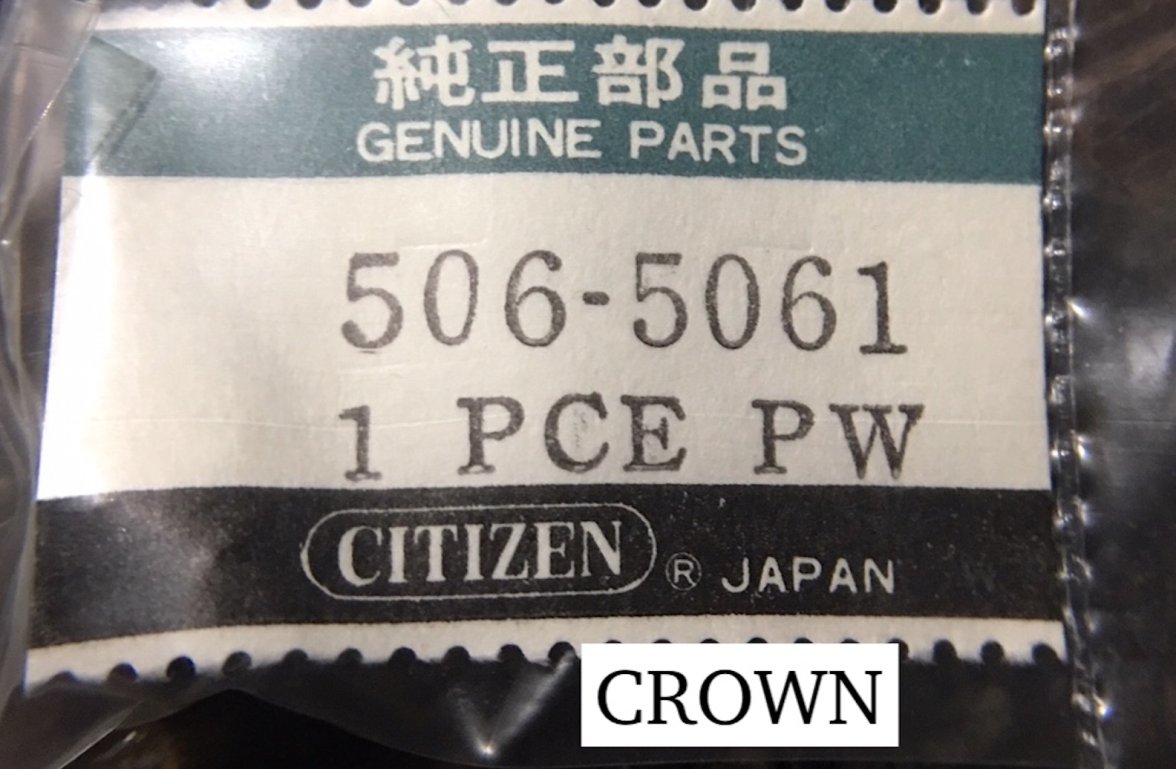 純正部品
GENUINE PARTS
506-5061
1 PCE PW
CITIZEN ® JAPAN
CROWN